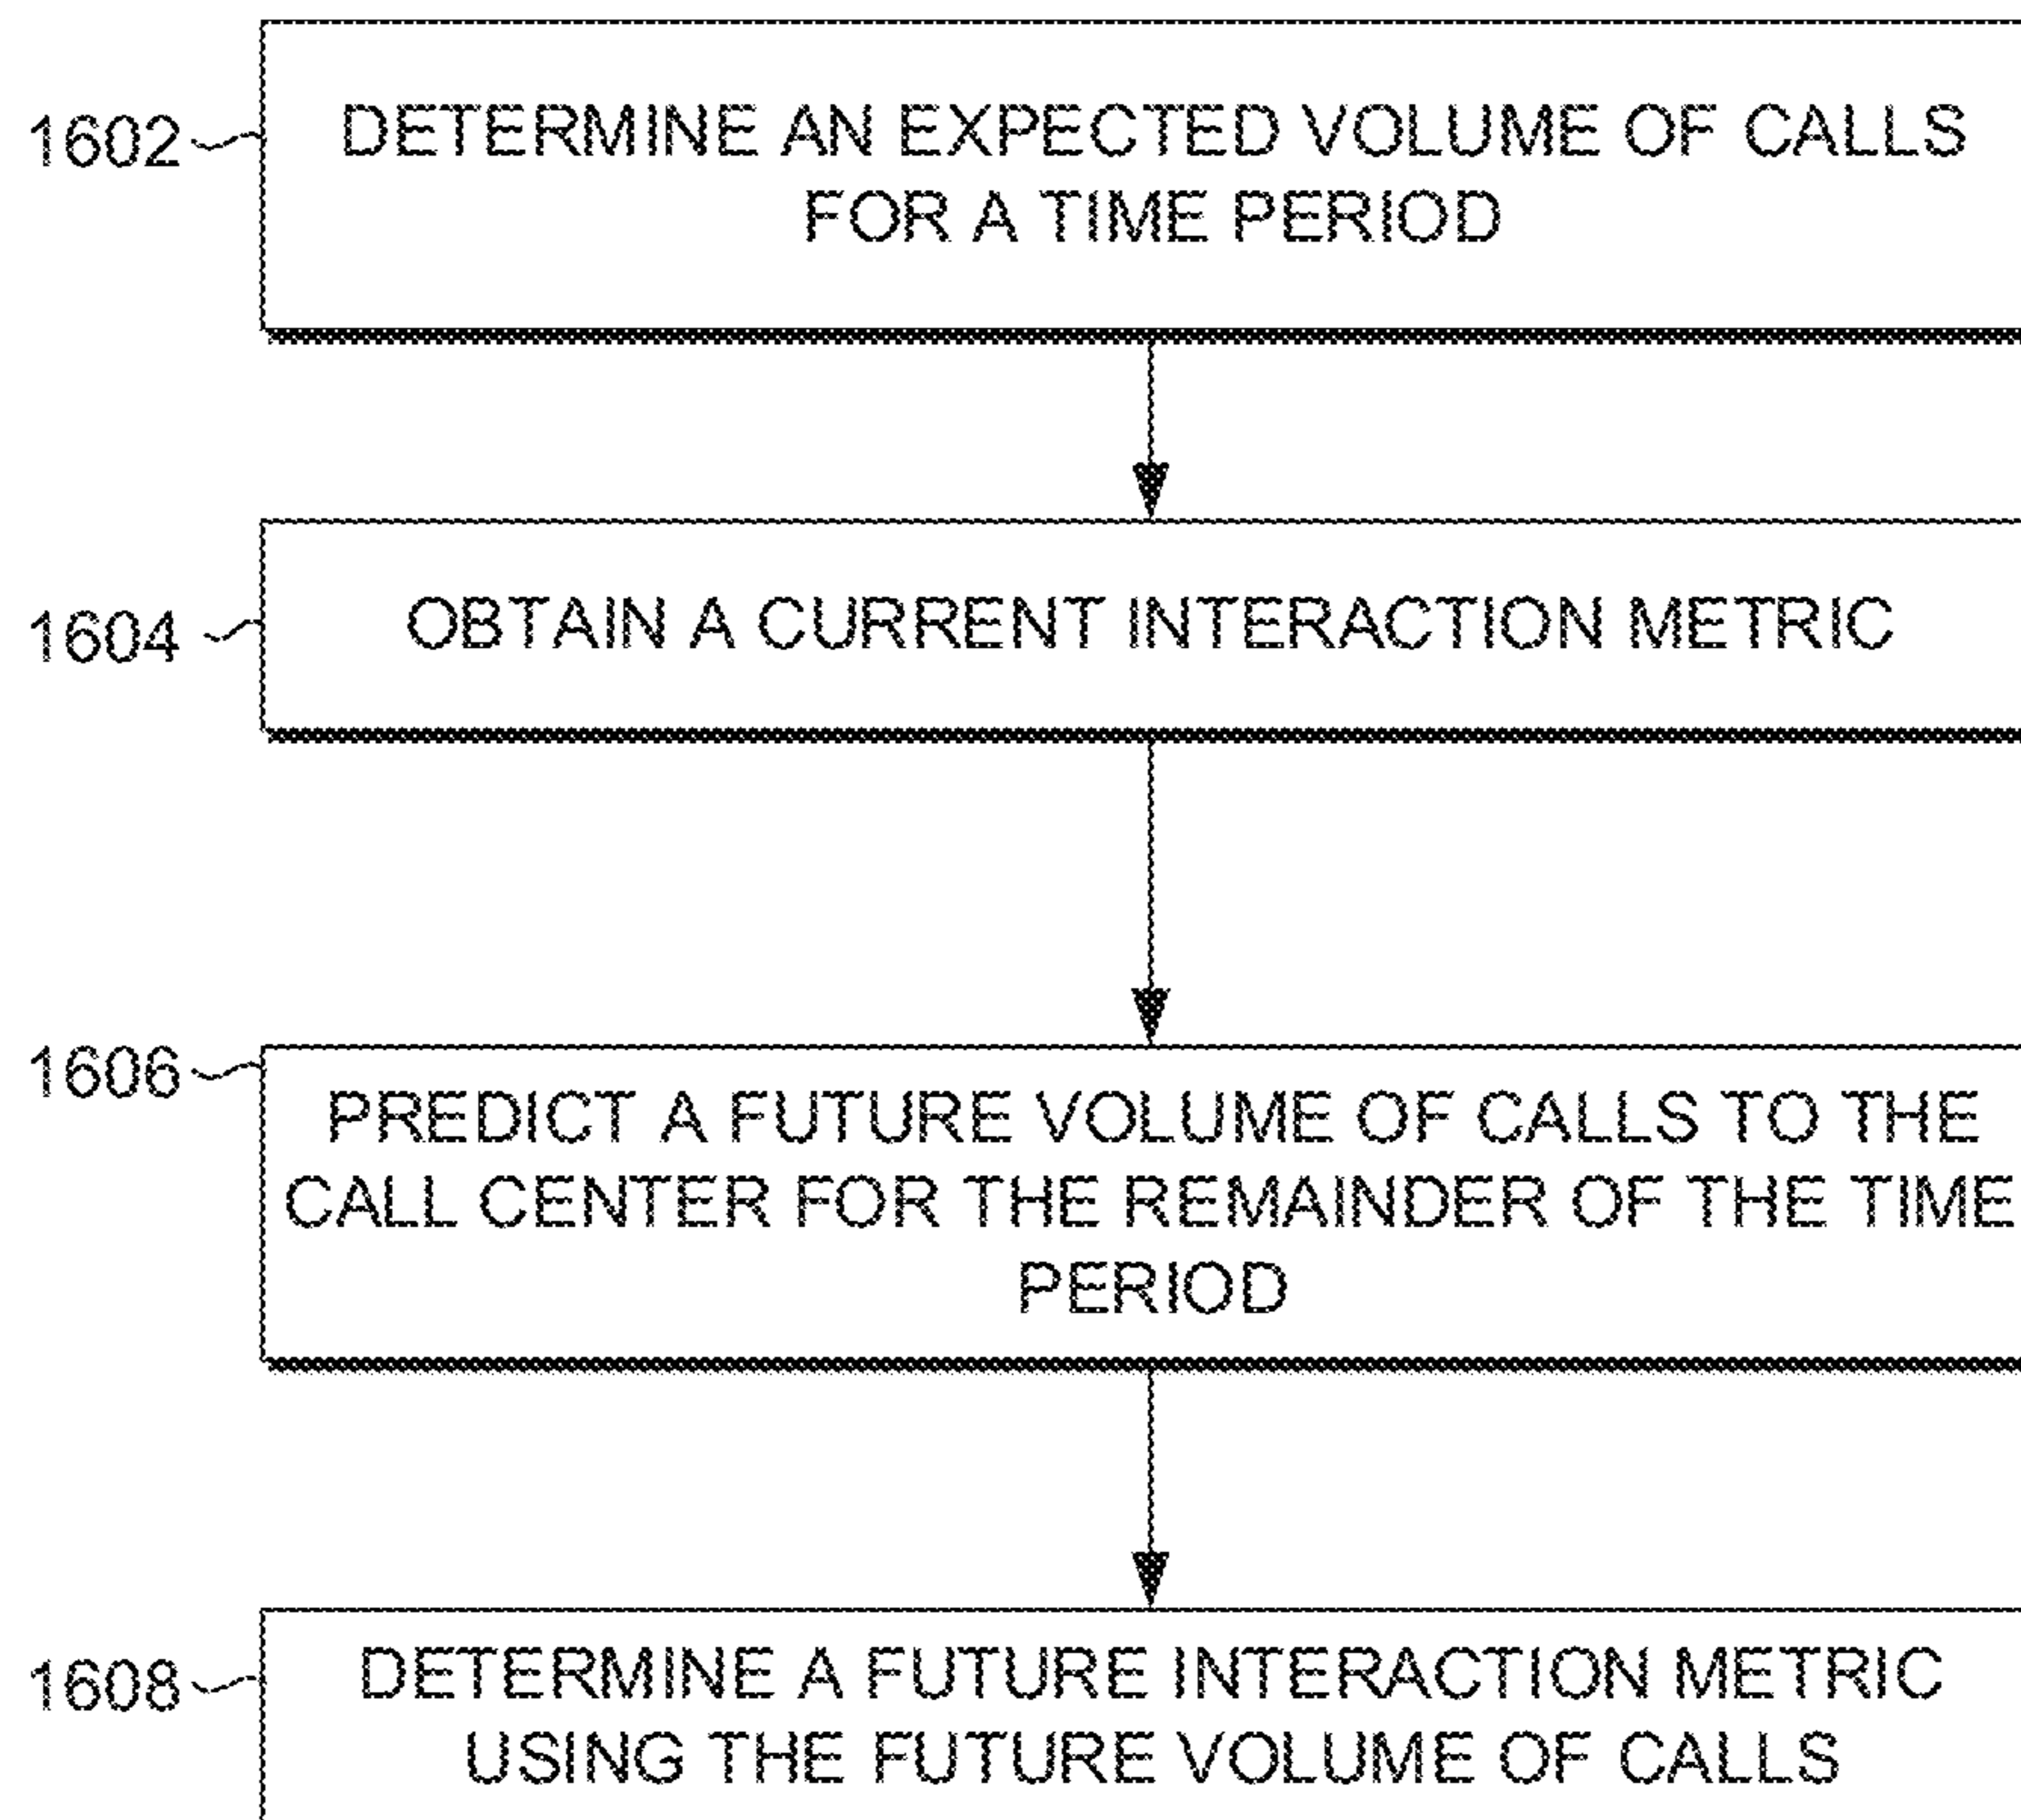 1602
DETERMINE AN EXPECTED VOLUME OF CALLS
FOR A TIME PERIOD
1604
OBTAIN A CURRENT INTERACTION METRIC
1606
PREDICT A FUTURE VOLUME OF CALLS TO THE
CALL CENTER FOR THE REMAINDER OF THE TIME
PERIOD
1608
DETERMINE A FUTURE INTERACTION METRIC
USING THE FUTURE VOLUME OF CALLS